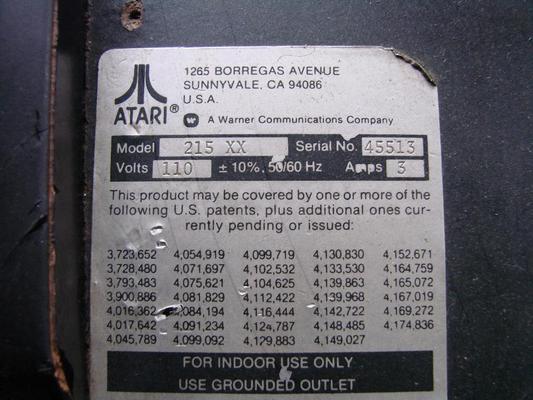 1265 BORREGAS AVENUE
SUNNYVALE, CA 94086
U.S.A.
ATARI®
A Warner Communications Company
Model 215 XX Serial No. 45513
Volts 110 ± 10%, 50/60 Hz Amps 3
This product may be covered by one or more of the
following U.S. patents, plus additional ones cur-
rently pending or issued:
3,723,652 4,054,919 4,099,719 4,130,830 4,152,671
3,728,480 4,071,697 4,102,532 4,133,530 4,164,759
3,793,483 4,075,621 4,104,625 4,139,863 4,165,072
3,900,886 4,081,829 4,112,422 4,139,968 4,167,019
4,016,362 4,084,194 4,116,444 4,142,722 4,169,272
4,017,642 4,091,234 4,124,787 4,148,485 4,174,836
4,045,789 4,099,092 4,129,883 4,149,027
FOR INDOOR USE ONLY
USE GROUNDED OUTLET